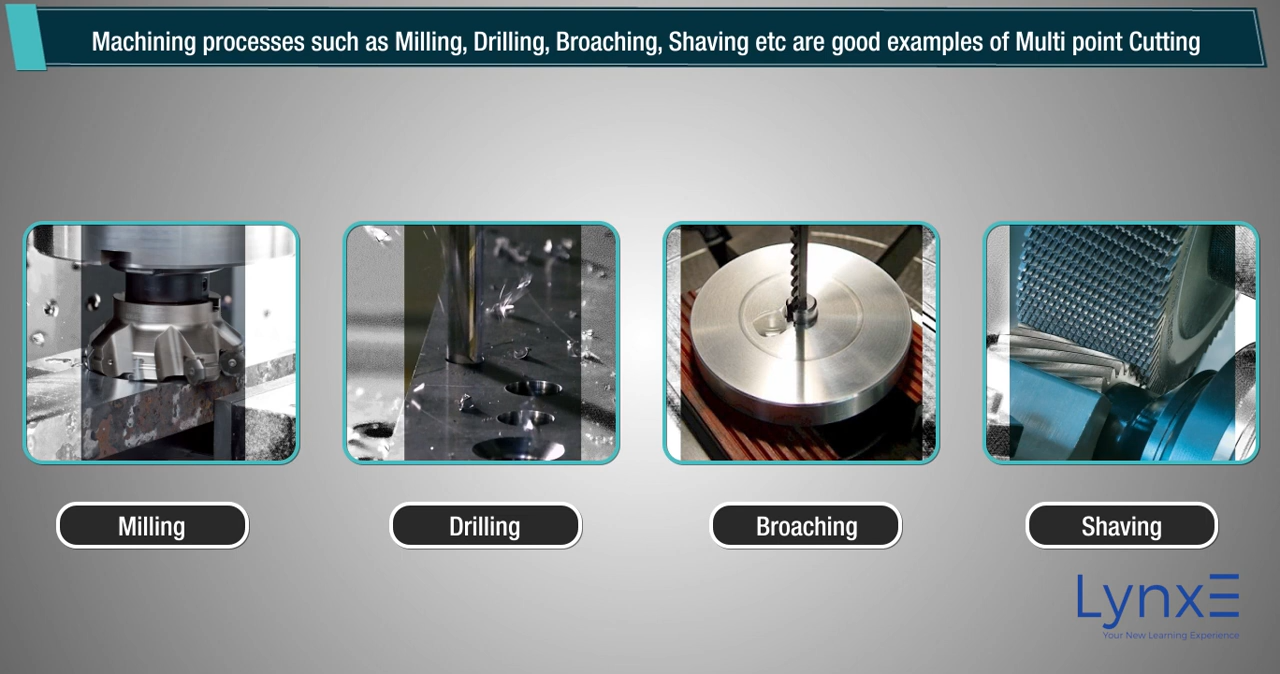 Machining processes such as Milling, Drilling, Broaching, Shaving etc are good examples of Multi point Cutting
Milling
Drilling
Broaching
Shaving
LynxE
Your New Learning Experience